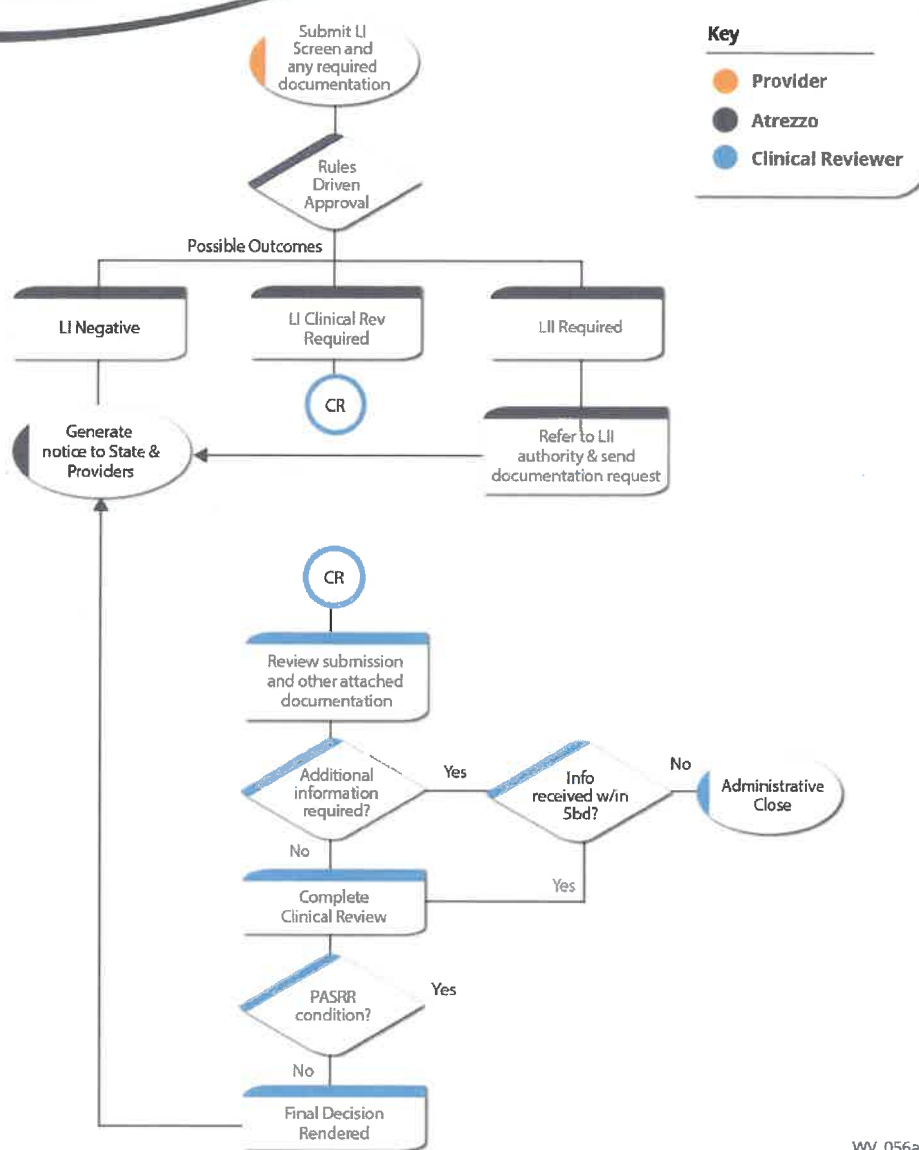 Submit LI
Screen and
any required
documentation
Key
Provider
Atrezzo
Clinical Reviewer
Rules
Driven
Approval
Possible Outcomes
LI Negative
LI Clinical Rev
Required
LII Required
CR
Generate
notice to State &
Providers
Refer to LII
authority & send
documentation request
CR
Review submission
and other attached
documentation
Additional
information
required?
Yes
Info
received w/in
5bd?
No
Administrative
Close
No
Yes
Complete
Clinical Review
PASRR
condition?
Yes
No
Final Decision
Rendered
WV_056a